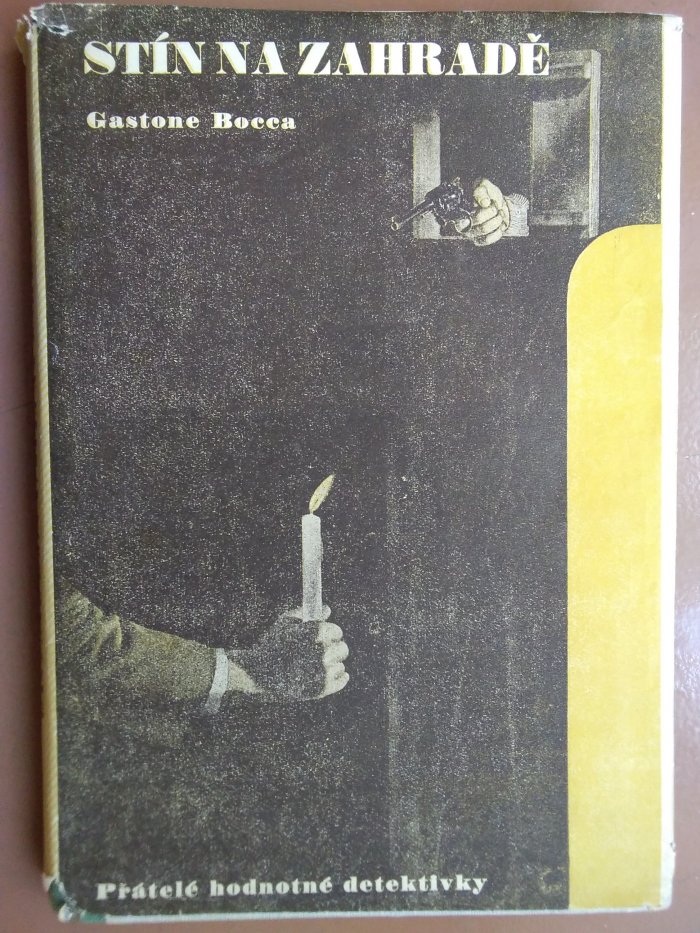 STÍN NA ZAHRADĚ
Gastone Bocca
Přátelé hodnotné detektivky